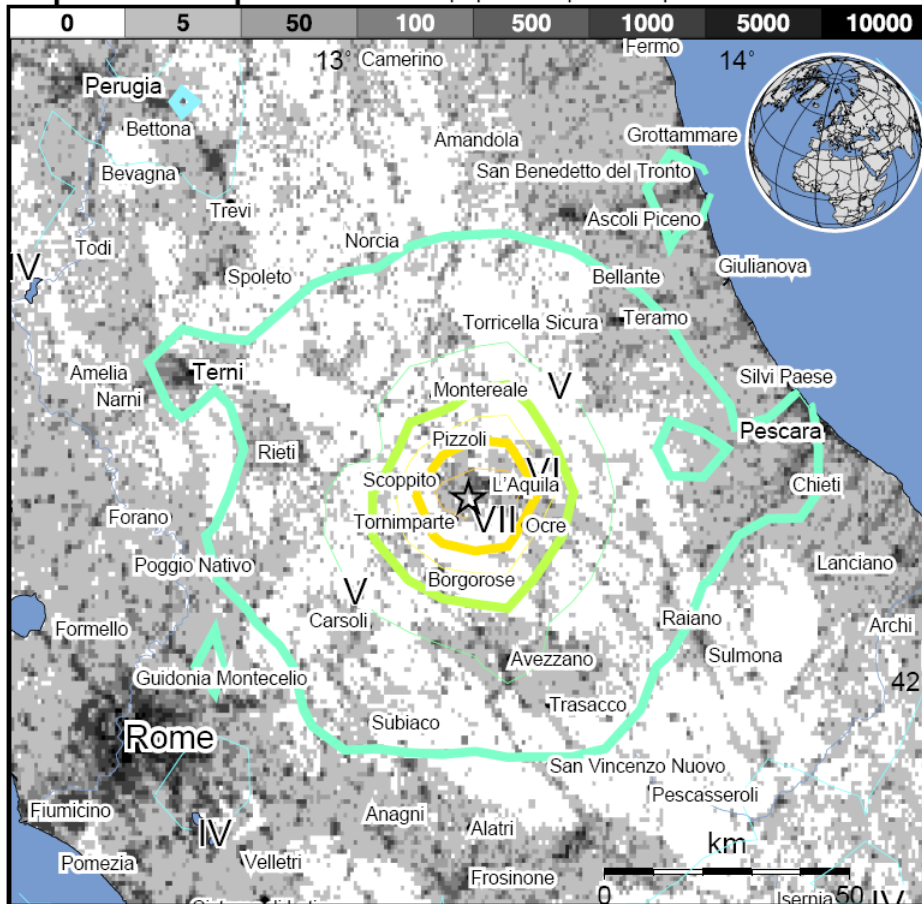 0 5 50 100 500 1000 5000 10000
13° 14°
Fermo
Camerino
Perugia
Bettona
Amandola
Grottammare
Bevagna
San Benedetto del Tronto
Trevi
Ascoli Piceno
Norcia
Todi
IV
Spoleto
Bellante
Giulianova
Torricella Sicura
Teramo
Amelia
Terni
Narni
Montereale
V
Silvi Paese
Pizzoli
Pescara
Rieti
Scoppito
VI
L'Aquila
Chieti
Forano
Tornimparte
VII
Ocre
Poggio Nativo
Borgorose
Lanciano
V
Carsoli
Raiano
Formello
Archi
Avezzano
Sulmona
Guidonia Montecelio
42
Trasacco
Subiaco
Rome
San Vincenzo Nuovo
Pescasseroli
Fiumicino
Anagni
IV
Alatri
km
Pomezia
Velletri
Frosinone
0 50
Isernia
IV